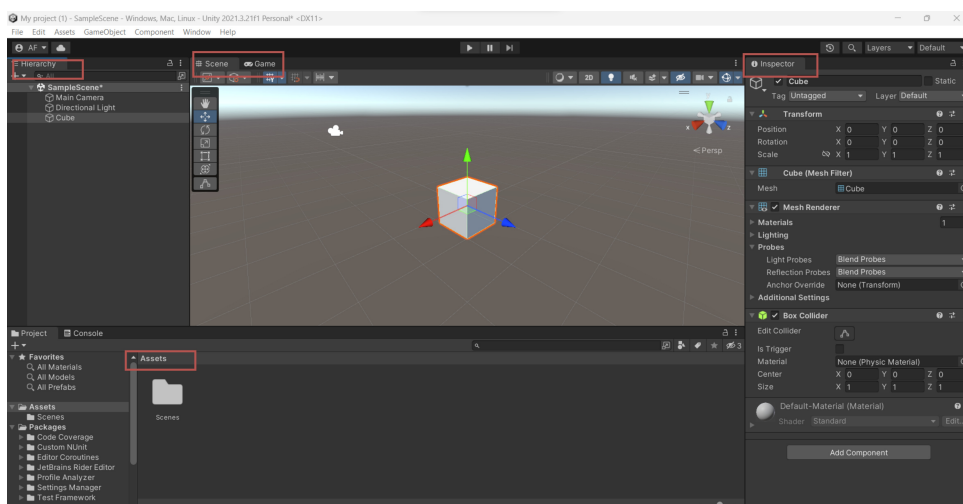 My project (1) - SampleScene - Windows, Mac, Linux - Unity 2021.3.21f1 Personal* <DX11>
File Edit Assets GameObject Component Window Help
AF
Layers Default
Hierarchy
All
SampleScene*
Main Camera
Directional Light
Cube
Scene Game
2D
y
x z
Persp
Inspector
Cube Static
Tag Untagged Layer Default
Transform
Position X 0 Y 0 Z 0
Rotation X 0 Y 0 Z 0
Scale X 1 Y 1 Z 1
Cube (Mesh Filter)
Mesh Cube
Mesh Renderer
Materials 1
Lighting
Probes
Light Probes Blend Probes
Reflection Probes Blend Probes
Anchor Override None (Transform)
Additional Settings
Box Collider
Edit Collider
Is Trigger
Material None (Physic Material)
Center X 0 Y 0 Z 0
Size X 1 Y 1 Z 1
Default-Material (Material)
Shader Standard Edit..
Add Component
Project Console
3
Favorites
All Materials
All Models
All Prefabs
Assets
Scenes
Packages
Code Coverage
Custom NUnit
Editor Coroutines
JetBrains Rider Editor
Profile Analyzer
Settings Manager
Test Framework
Assets
Scenes